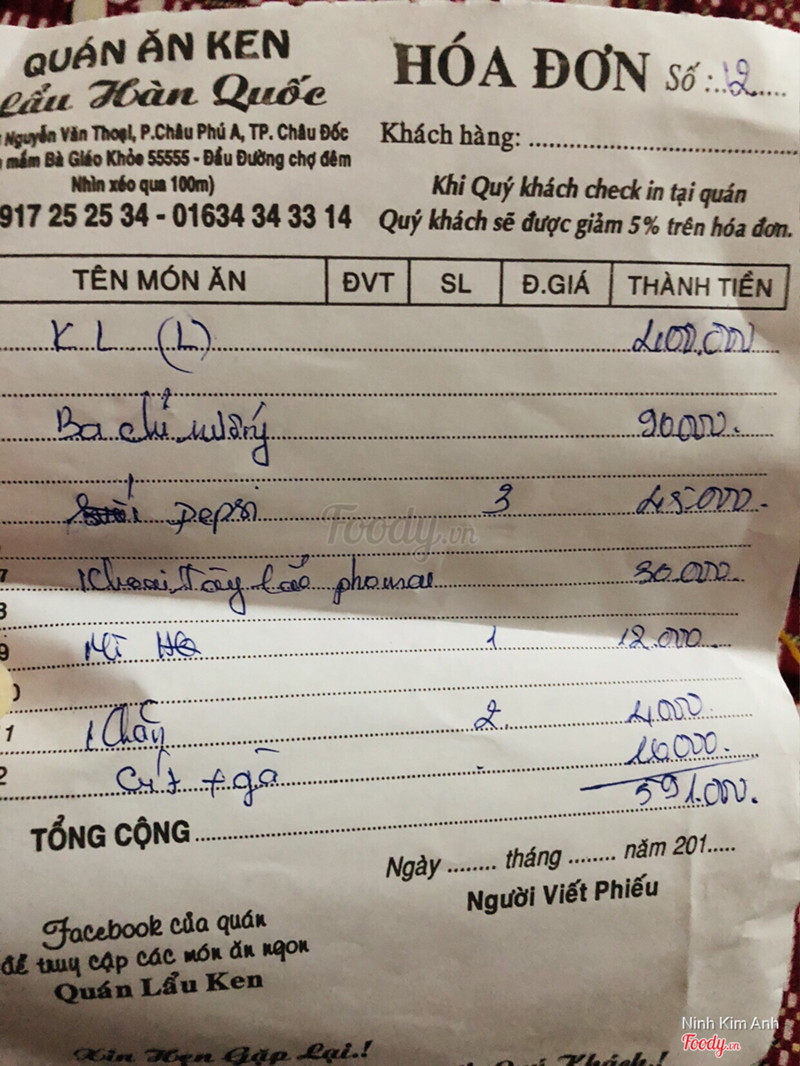 QUÁN ĂN KEN
Lẩu Hàn Quốc
Nguyễn Văn Thoại, P.Châu Phú A, TP. Châu Đốc
mắm Bà Giáo Khỏe 55555 - Đầu Đường chợ đêm
Nhìn xéo qua 100m)
917 25 25 34 - 01634 34 33 14
HÓA ĐƠN Số : 12
Khách hàng:
Khi Quý khách check in tại quán
Quý khách sẽ được giảm 5% trên hóa đơn.
TÊN MÓN ĂN ĐVT SL Đ.GIÁ THÀNH TIỀN
K L (L) 400.000
Ba chỉ nướng 90000.
Pepsi 3 45000.
7 Khoai tây lắc phomai 30.000.
8
9 Mì HQ 1 12.000.
0
1 Khăn 2. 4.000
2 Cút + gà 10.000.
591.000.
TỔNG CỘNG
Ngày ........ tháng ........ năm 201.....
Người Viết Phiếu
Facebook của quán
để truy cập các món ăn ngon
Quán Lẩu Ken
Xin Hẹn Gặp Lại.!
Quý Khách.!
Foody.vn
Ninh Kim Anh
Foody.vn